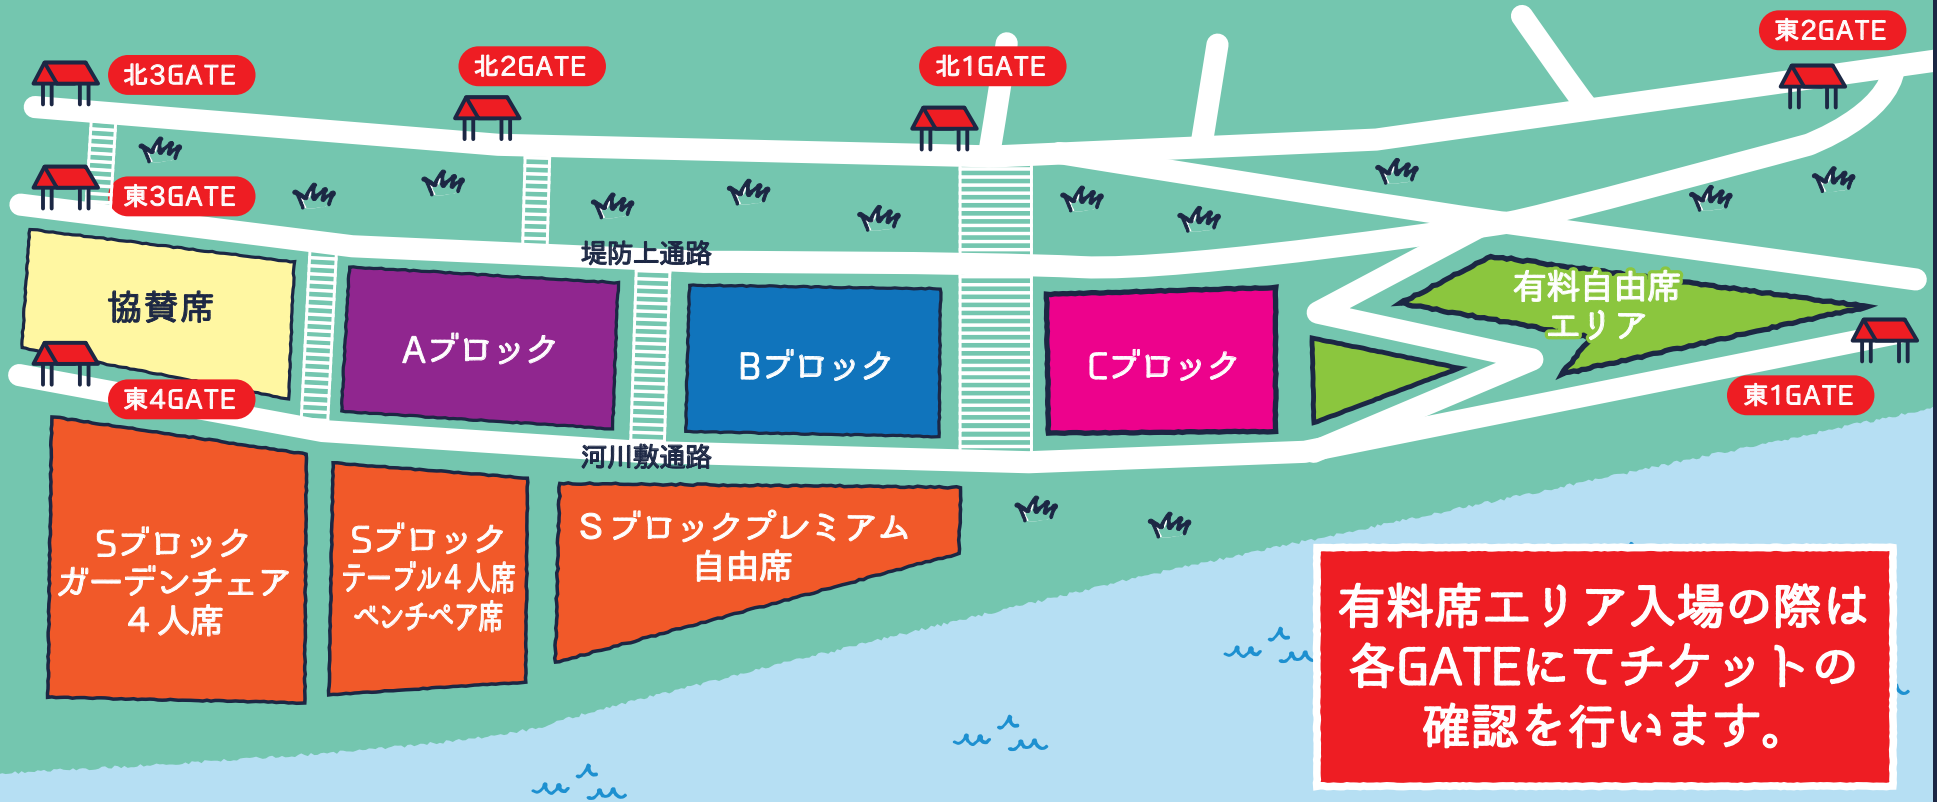 東2GATE
北3GATE
北2GATE
北1GATE
東3GATE
堤防上通路
協賛席
Aブロック
Bブロック
Cブロック
有料自由席
エリア
東4GATE
東1GATE
河川敷通路
Sブロック
ガーデンチェア
4人席
Sブロック
テーブル4人席
ベンチペア席
Sブロックプレミアム
自由席
有料席エリア入場の際は
各GATEにてチケットの
確認を行います。